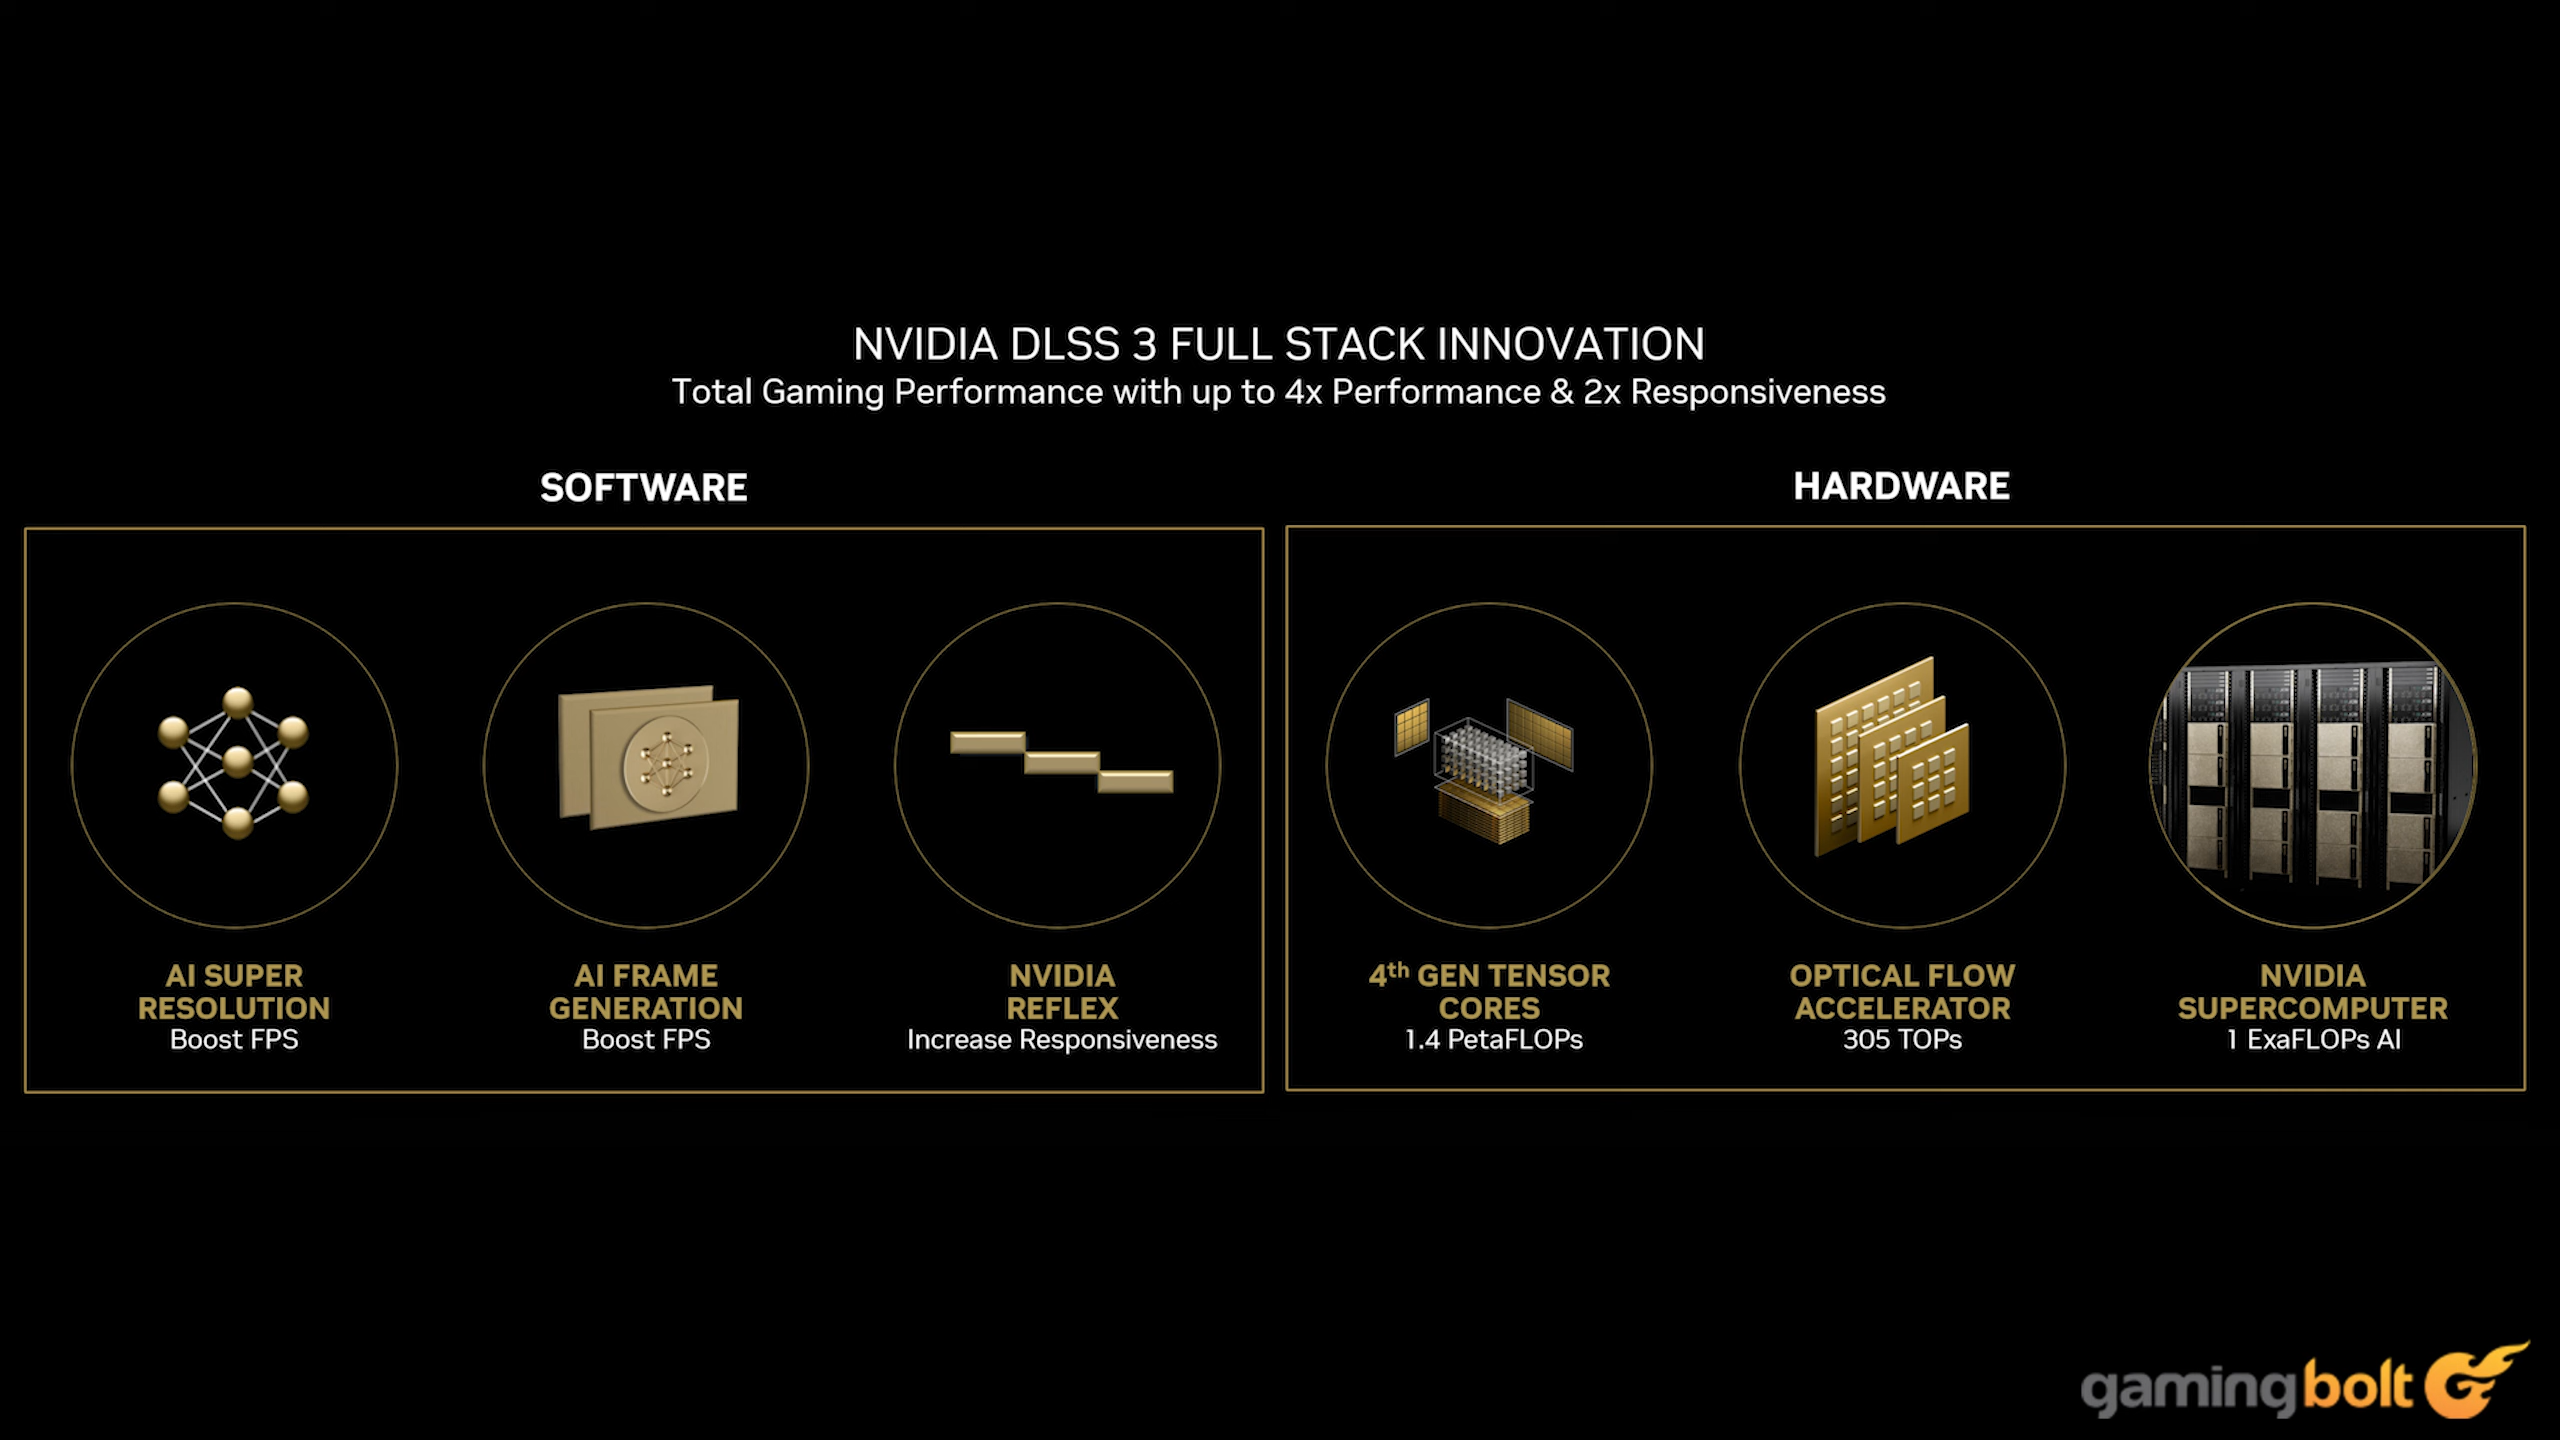 NVIDIA DLSS 3 FULL STACK INNOVATION
Total Gaming Performance with up to 4x Performance & 2x Responsiveness
SOFTWARE
AI SUPER
RESOLUTION
Boost FPS
AI FRAME
GENERATION
Boost FPS
NVIDIA
REFLEX
Increase Responsiveness
HARDWARE
4th GEN TENSOR
CORES
1.4 PetaFLOPs
OPTICAL FLOW
ACCELERATOR
305 TOPs
NVIDIA
SUPERCOMPUTER
1 ExaFLOPs AI
gamingbolt